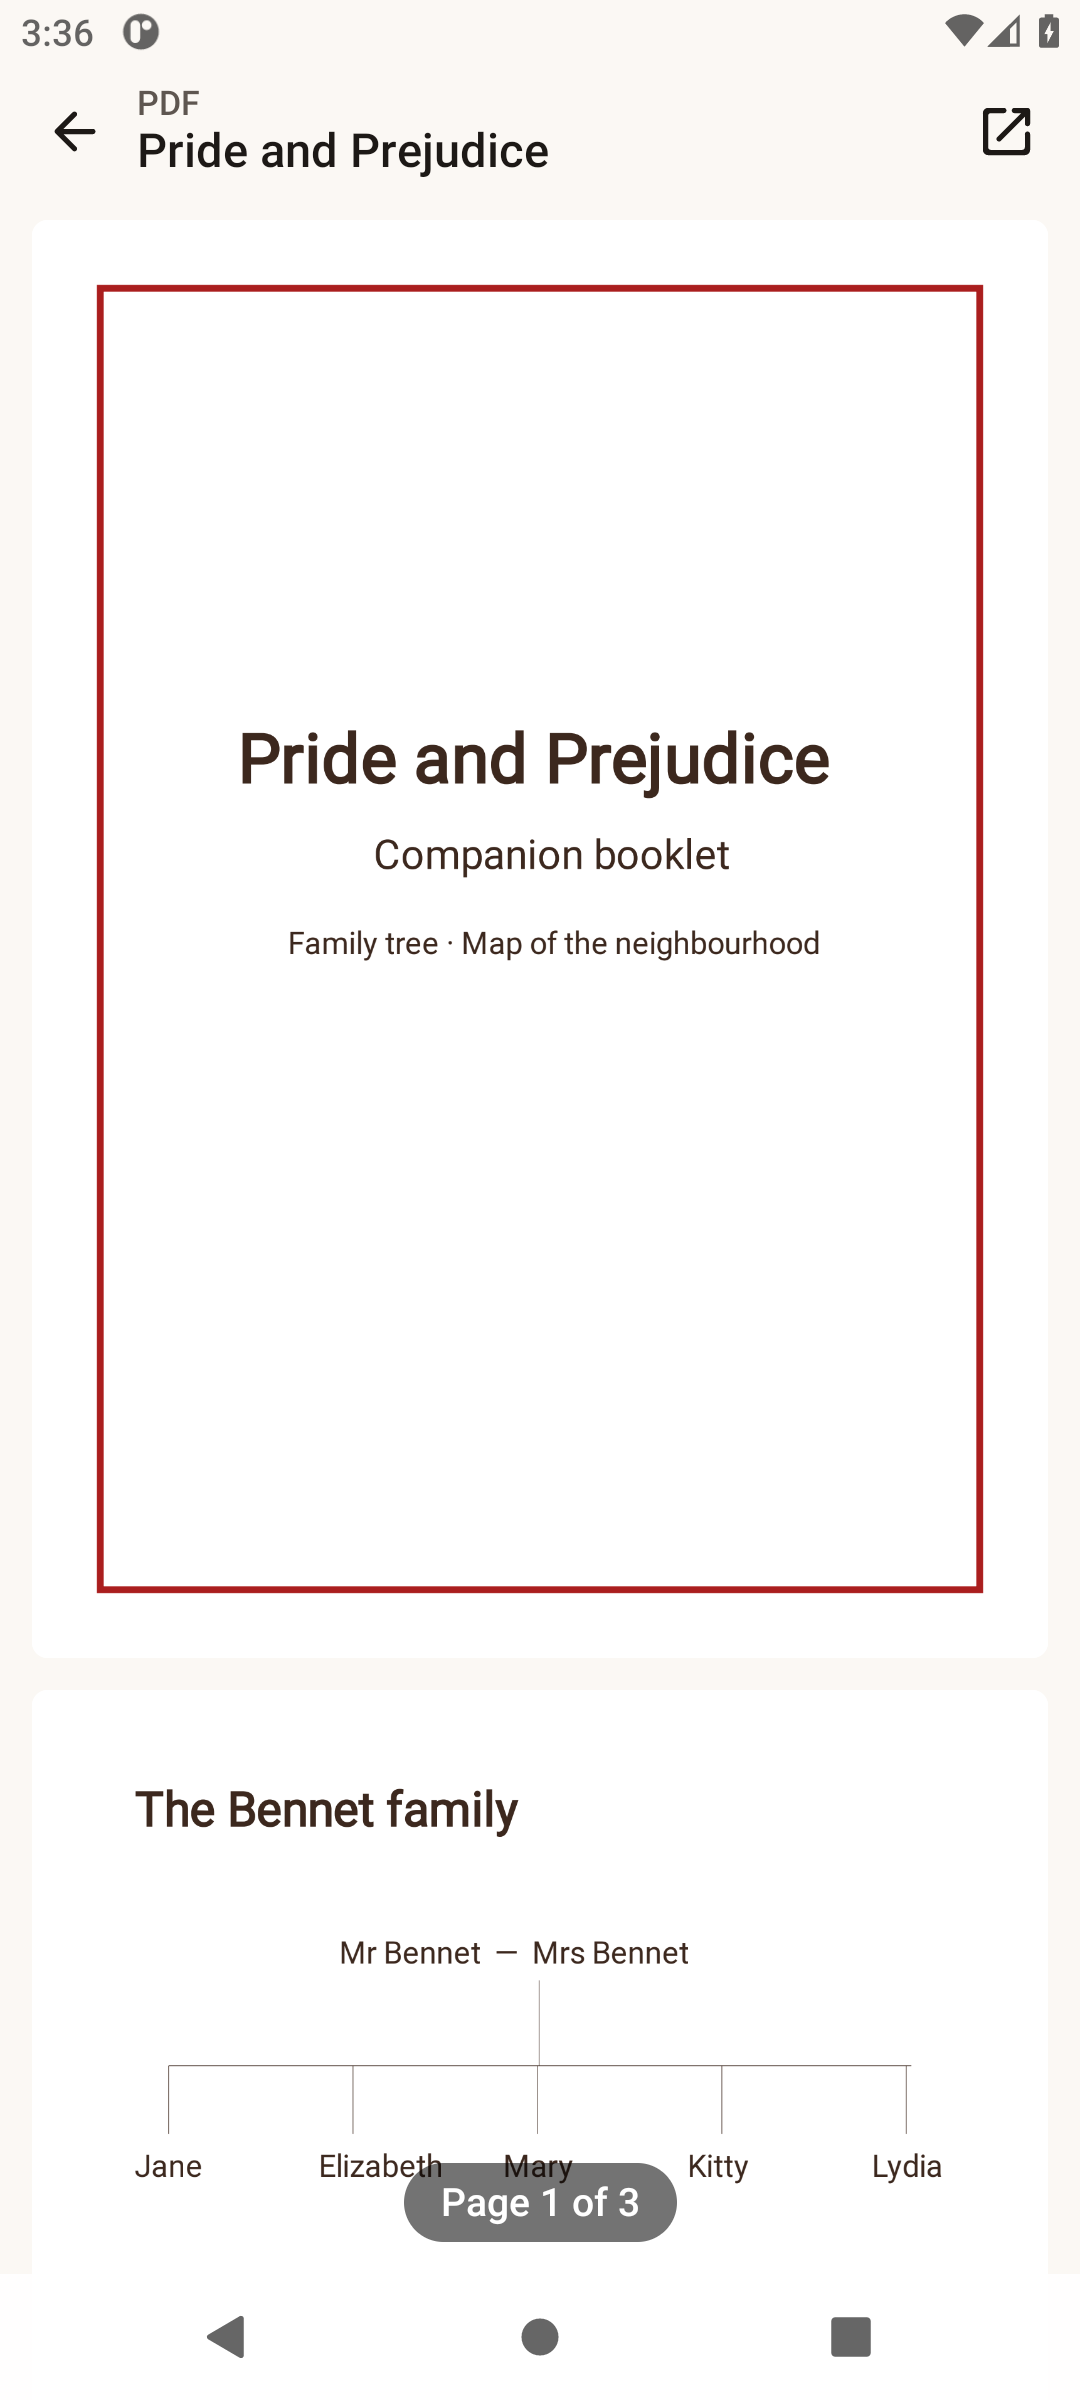 3:36
PDF
Pride and Prejudice
Pride and Prejudice
Companion booklet
Family tree · Map of the neighbourhood
The Bennet family
Mr Bennet — Mrs Bennet
Jane Elizabeth Mary Kitty Lydia
Page 1 of 3